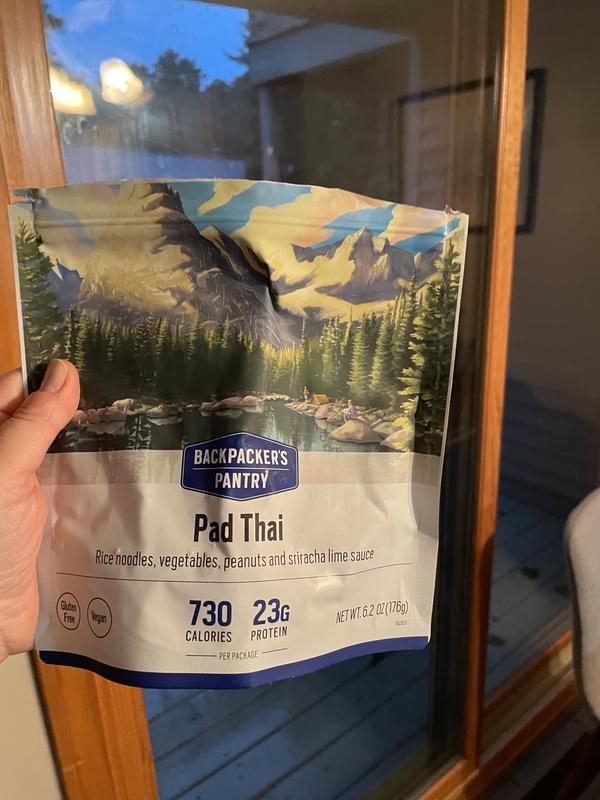 BACKPACKER'S
PANTRY
Pad Thai
Rice noodles, vegetables, peanuts and sriracha lime sauce
Gluten
Free
Vegan
730
CALORIES
23G
PROTEIN
PER PACKAGE
NET WT. 6.2 OZ (176g)